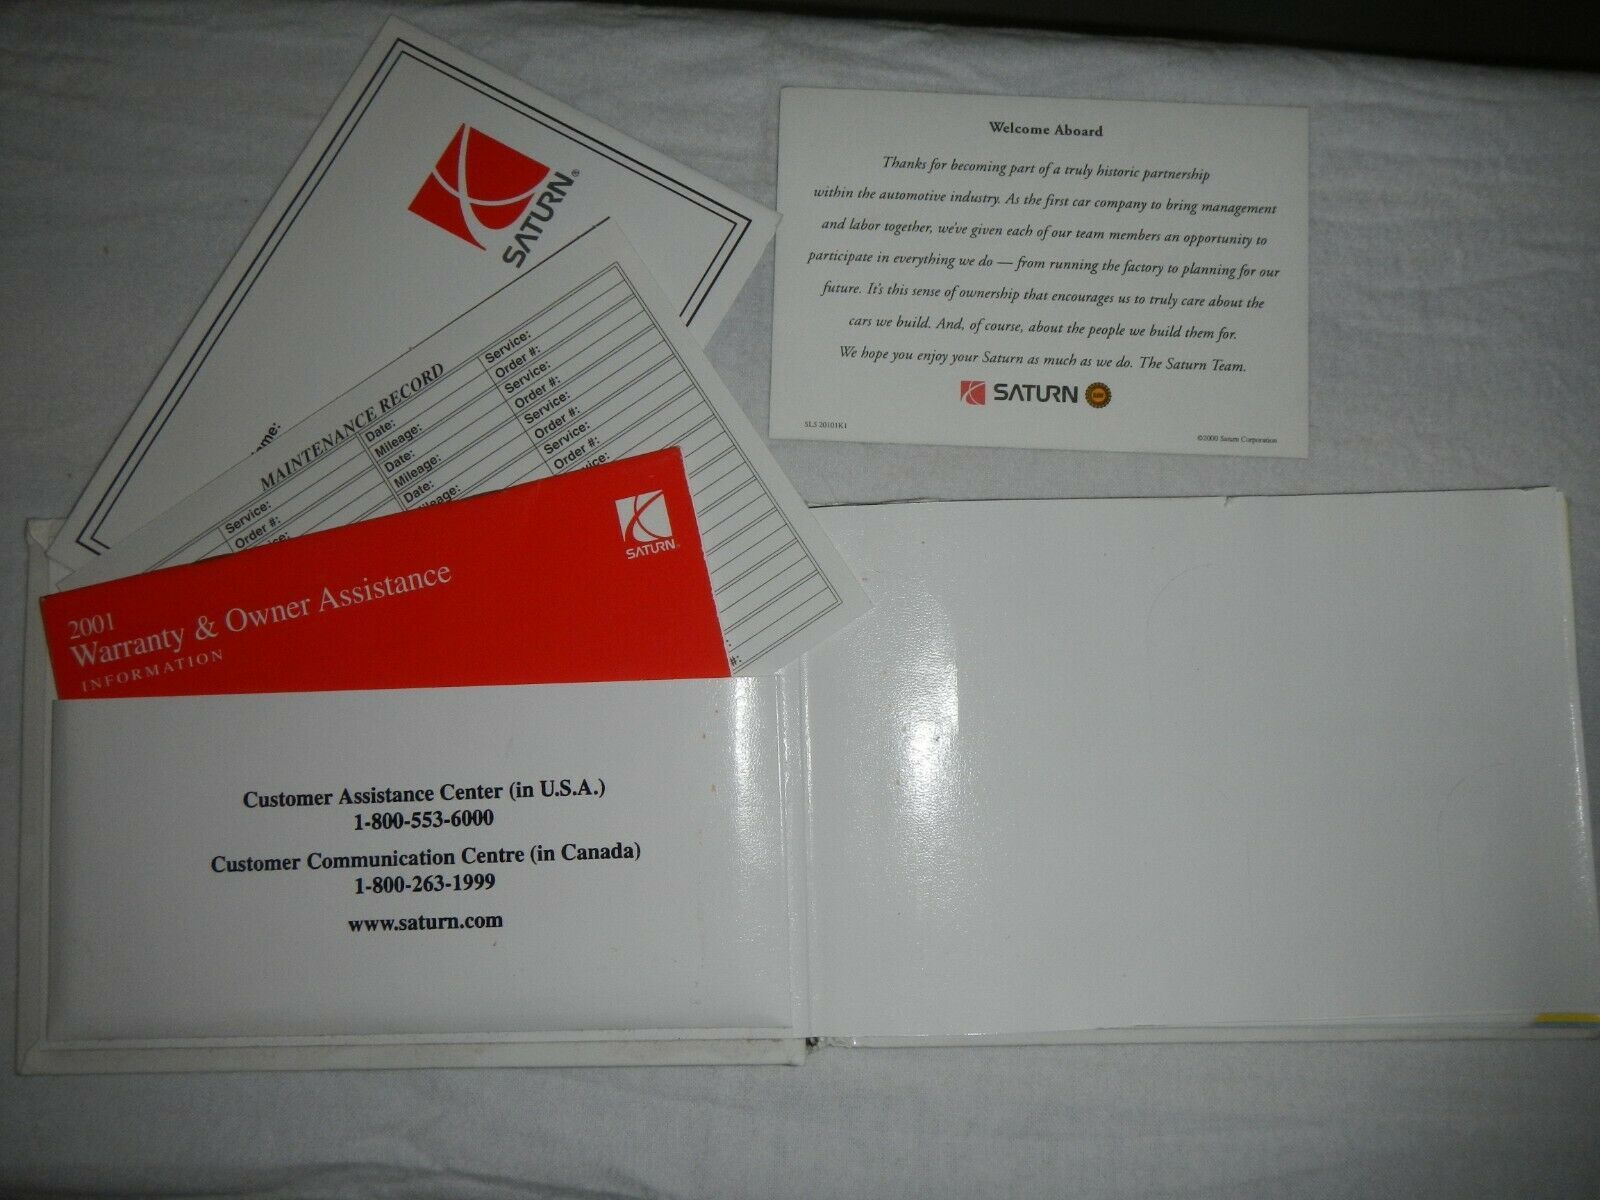 SATURN®
ome:
MAINTENANCE RECORD
Service:
Order #:
Date:
Mileage:
Date:
Mileage:
Date:
Service:
Order #:
Service:
Order #:
Service:
Order #:
Service:
Order #:
#:
2001
Warranty & Owner Assistance
INFORMATION
SATURN™
Customer Assistance Center (in U.S.A.)
1-800-553-6000
Customer Communication Centre (in Canada)
1-800-263-1999
www.saturn.com
Welcome Aboard
Thanks for becoming part of a truly historic partnership
within the automotive industry. As the first car company to bring management
and labor together, we've given each of our team members an opportunity to
participate in everything we do — from running the factory to planning for our
future. It's this sense of ownership that encourages us to truly care about the
cars we build. And, of course, about the people we build them for.
We hope you enjoy your Saturn as much as we do. The Saturn Team.
SATURN
SLS 20101K1
©2000 Saturn Corporation